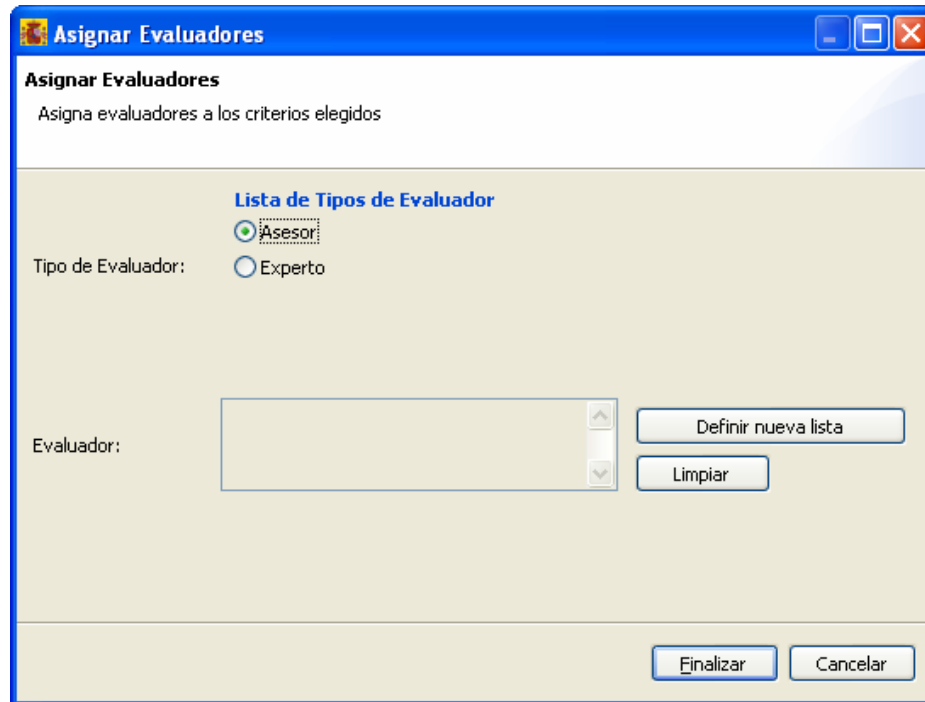 Asignar Evaluadores
Asignar Evaluadores
Asigna evaluadores a los criterios elegidos
Lista de Tipos de Evaluador
Asesor
Tipo de Evaluador:
Experto
Evaluador:
Definir nueva lista
Limpiar
Finalizar
Cancelar